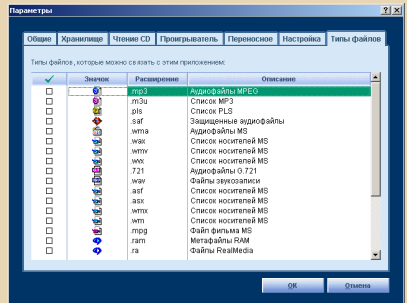 Параметры
Общие Хранилище Чтение CD Проигрыватель Переносное Настройка Типы файлов
Типы файлов, которые можно связать с этим приложением:
Значок Расширение Описание
.mp3 Аудиофайлы MPEG
.m3u Список MP3
.pls Список PLS
.saf Защищенные аудиофайлы
.wma Аудиофайлы MS
.wax Список носителей MS
.wmv Список носителей MS
.wvx Список носителей MS
.721 Аудиофайлы G.721
.wav Файлы звукозаписи
.asf Список носителей MS
.asx Список носителей MS
.wmx Список носителей MS
.wm Список носителей MS
.mpg Файл фильма MS
.ram Метафайлы RAM
.ra Файлы RealMedia
OK Отмена